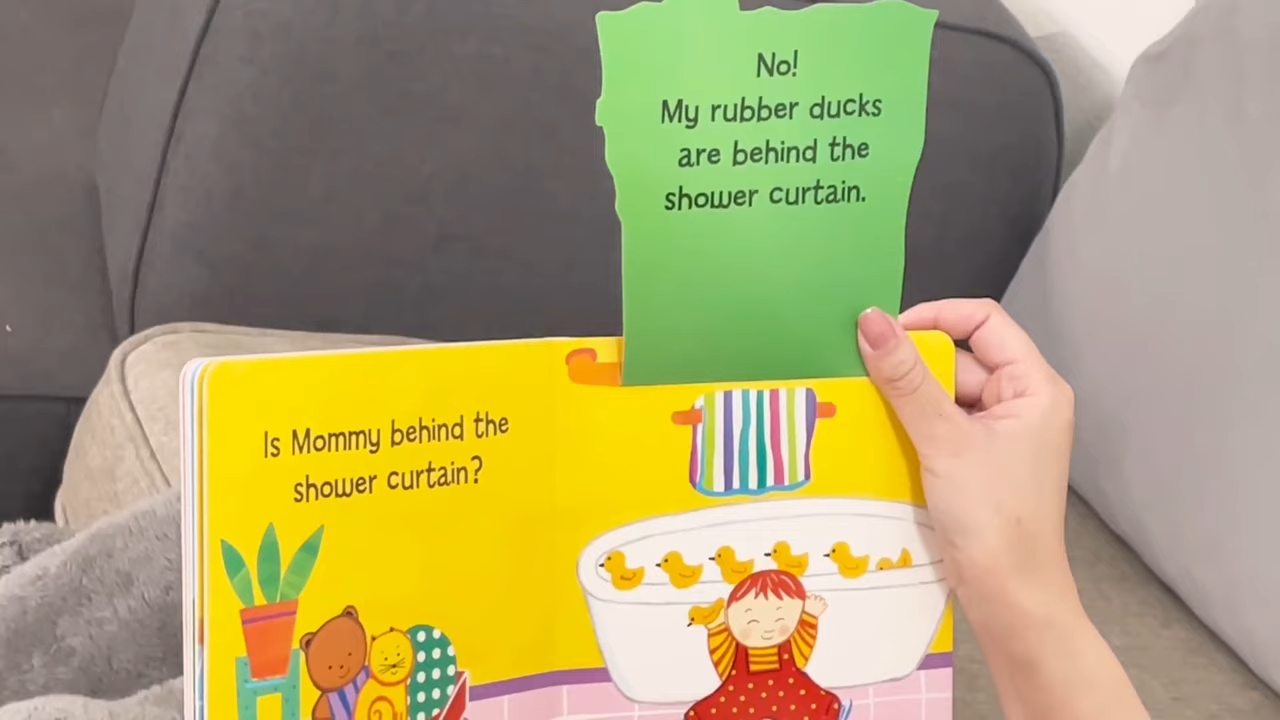 No!
My rubber ducks
are behind the
shower curtain.
Is Mommy behind the
shower curtain?